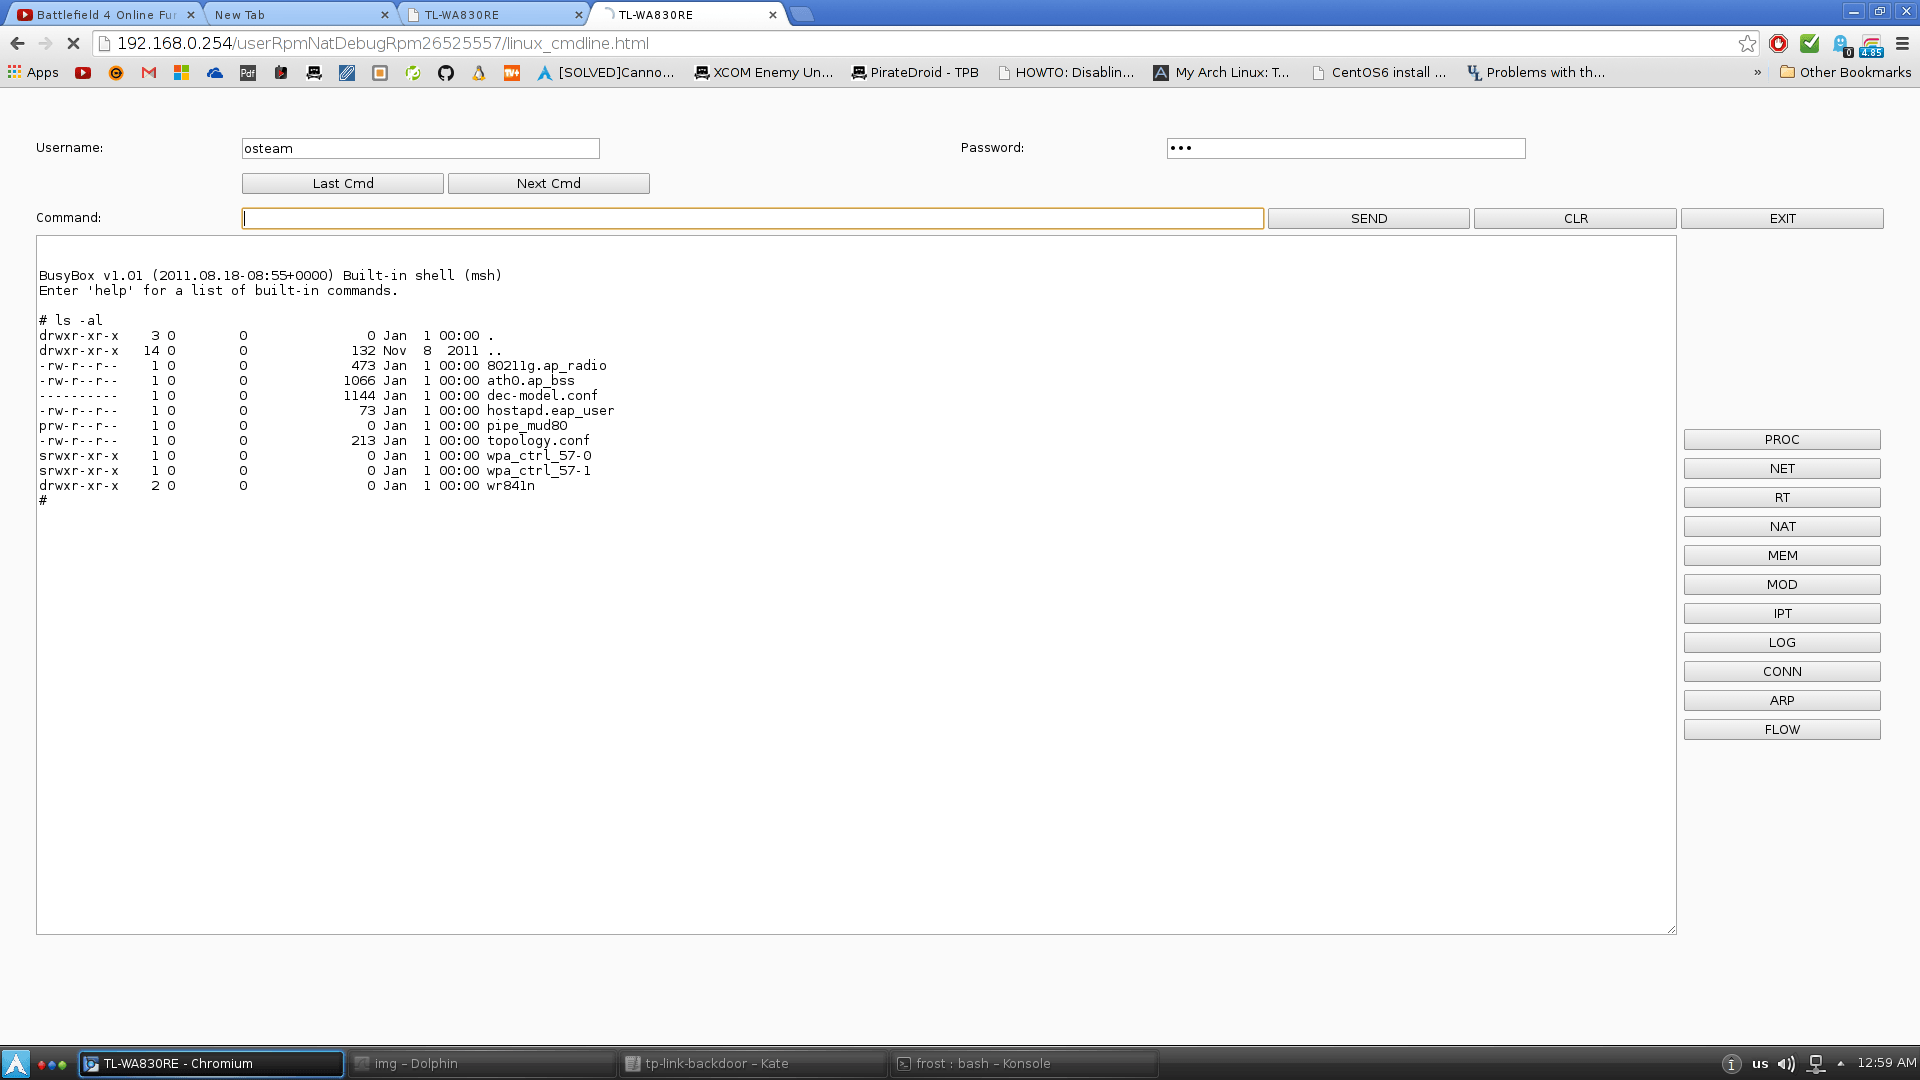 Battlefield 4 Online Fur
New Tab
TL-WA830RE
TL-WA830RE
192.168.0.254/userRpmNatDebugRpm26525557/linux_cmdline.html
0
4.85
Apps
Pdf
[SOLVED]Canno...
XCOM Enemy Un...
PirateDroid - TPB
HOWTO: Disablin...
My Arch Linux: T...
CentOS6 install ...
Problems with th...
»
Other Bookmarks
Username:
osteam
Password:
•••
Last Cmd
Next Cmd
Command:
SEND
CLR
EXIT
BusyBox v1.01 (2011.08.18-08:55+0000) Built-in shell (msh)
Enter 'help' for a list of built-in commands.
# ls -al
drwxr-xr-x    3 0        0               0 Jan  1 00:00 .
drwxr-xr-x   14 0        0             132 Nov  8  2011 ..
-rw-r--r--    1 0        0             473 Jan  1 00:00 80211g.ap_radio
-rw-r--r--    1 0        0            1066 Jan  1 00:00 ath0.ap_bss
----------    1 0        0            1144 Jan  1 00:00 dec-model.conf
-rw-r--r--    1 0        0              73 Jan  1 00:00 hostapd.eap_user
prw-r--r--    1 0        0               0 Jan  1 00:00 pipe_mud80
-rw-r--r--    1 0        0             213 Jan  1 00:00 topology.conf
srwxr-xr-x    1 0        0               0 Jan  1 00:00 wpa_ctrl_57-0
srwxr-xr-x    1 0        0               0 Jan  1 00:00 wpa_ctrl_57-1
drwxr-xr-x    2 0        0               0 Jan  1 00:00 wr841n
#
PROC
NET
RT
NAT
MEM
MOD
IPT
LOG
CONN
ARP
FLOW
TL-WA830RE - Chromium
img – Dolphin
tp-link-backdoor – Kate
frost : bash – Konsole
us
12:59 AM